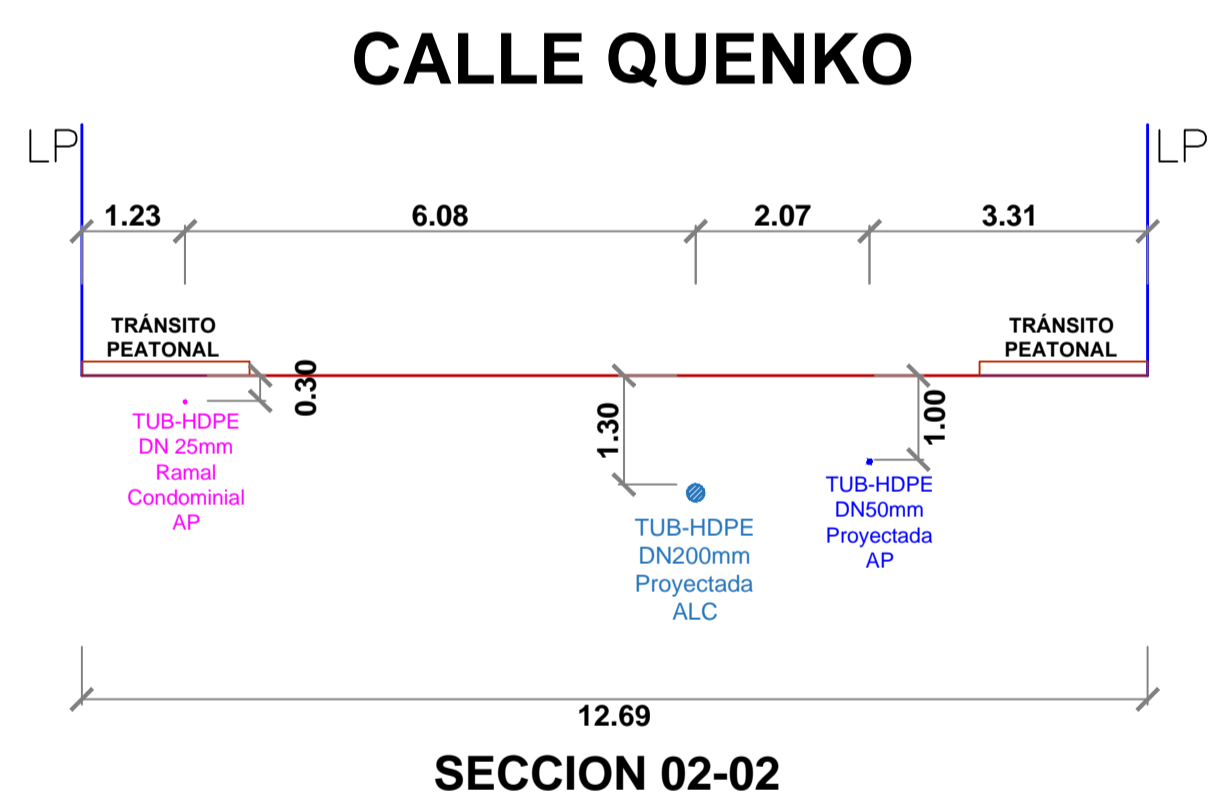 CALLE QUENKO
LP
LP
1.23
6.08
2.07
3.31
TRÁNSITO
PEATONAL
TRÁNSITO
PEATONAL
0.30
1.30
1.00
TUB-HDPE
DN 25mm
Ramal
Condominial
AP
TUB-HDPE
DN200mm
Proyectada
ALC
TUB-HDPE
DN50mm
Proyectada
AP
12.69
SECCION 02-02